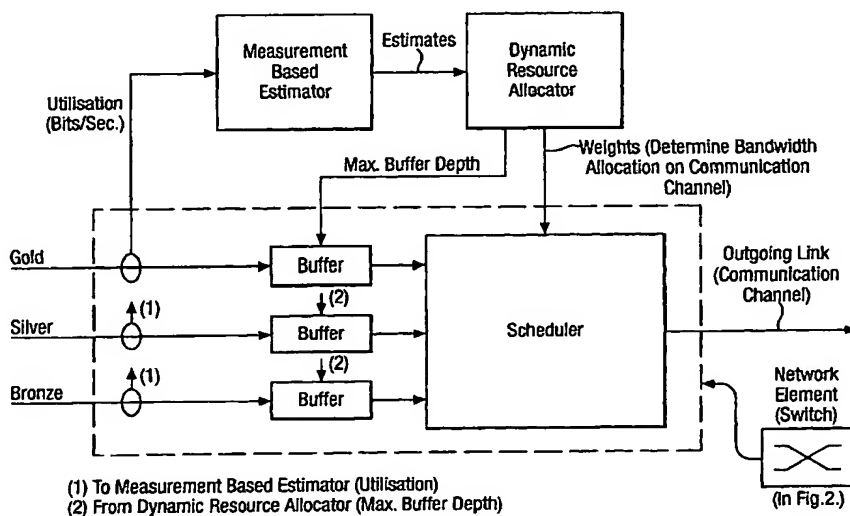 Measurement
Based
Estimator
Estimates
Dynamic
Resource
Allocator
Utilisation
(Bits/Sec.)
Max. Buffer Depth
Weights (Determine Bandwidth
Allocation on Communication
Channel)
Gold
Buffer
Outgoing Link
(Communication
Channel)
(1)
(2)
Silver
Buffer
Scheduler
(1)
(2)
Bronze
Buffer
Network
Element
(Switch)
(In Fig.2.)
(1) To Measurement Based Estimator (Utilisation)
(2) From Dynamic Resource Allocator (Max. Buffer Depth)